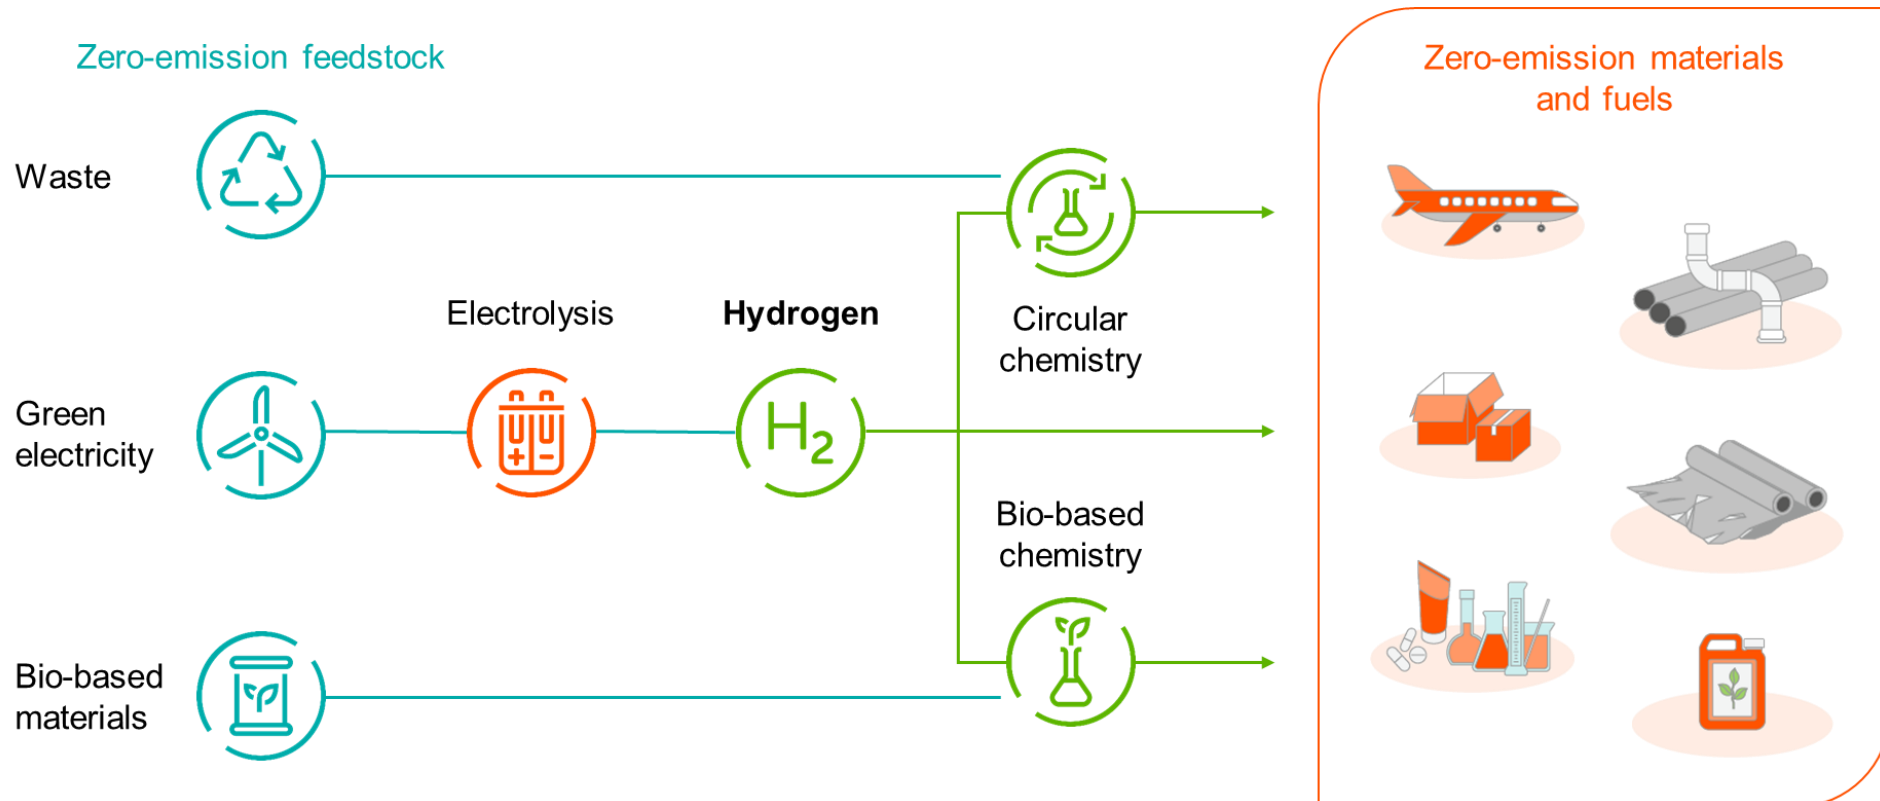 Zero-emission feedstock
Zero-emission materials
and fuels
Waste
Electrolysis
Hydrogen
Circular
chemistry
Green
electricity
H2
Bio-based
chemistry
Bio-based
materials